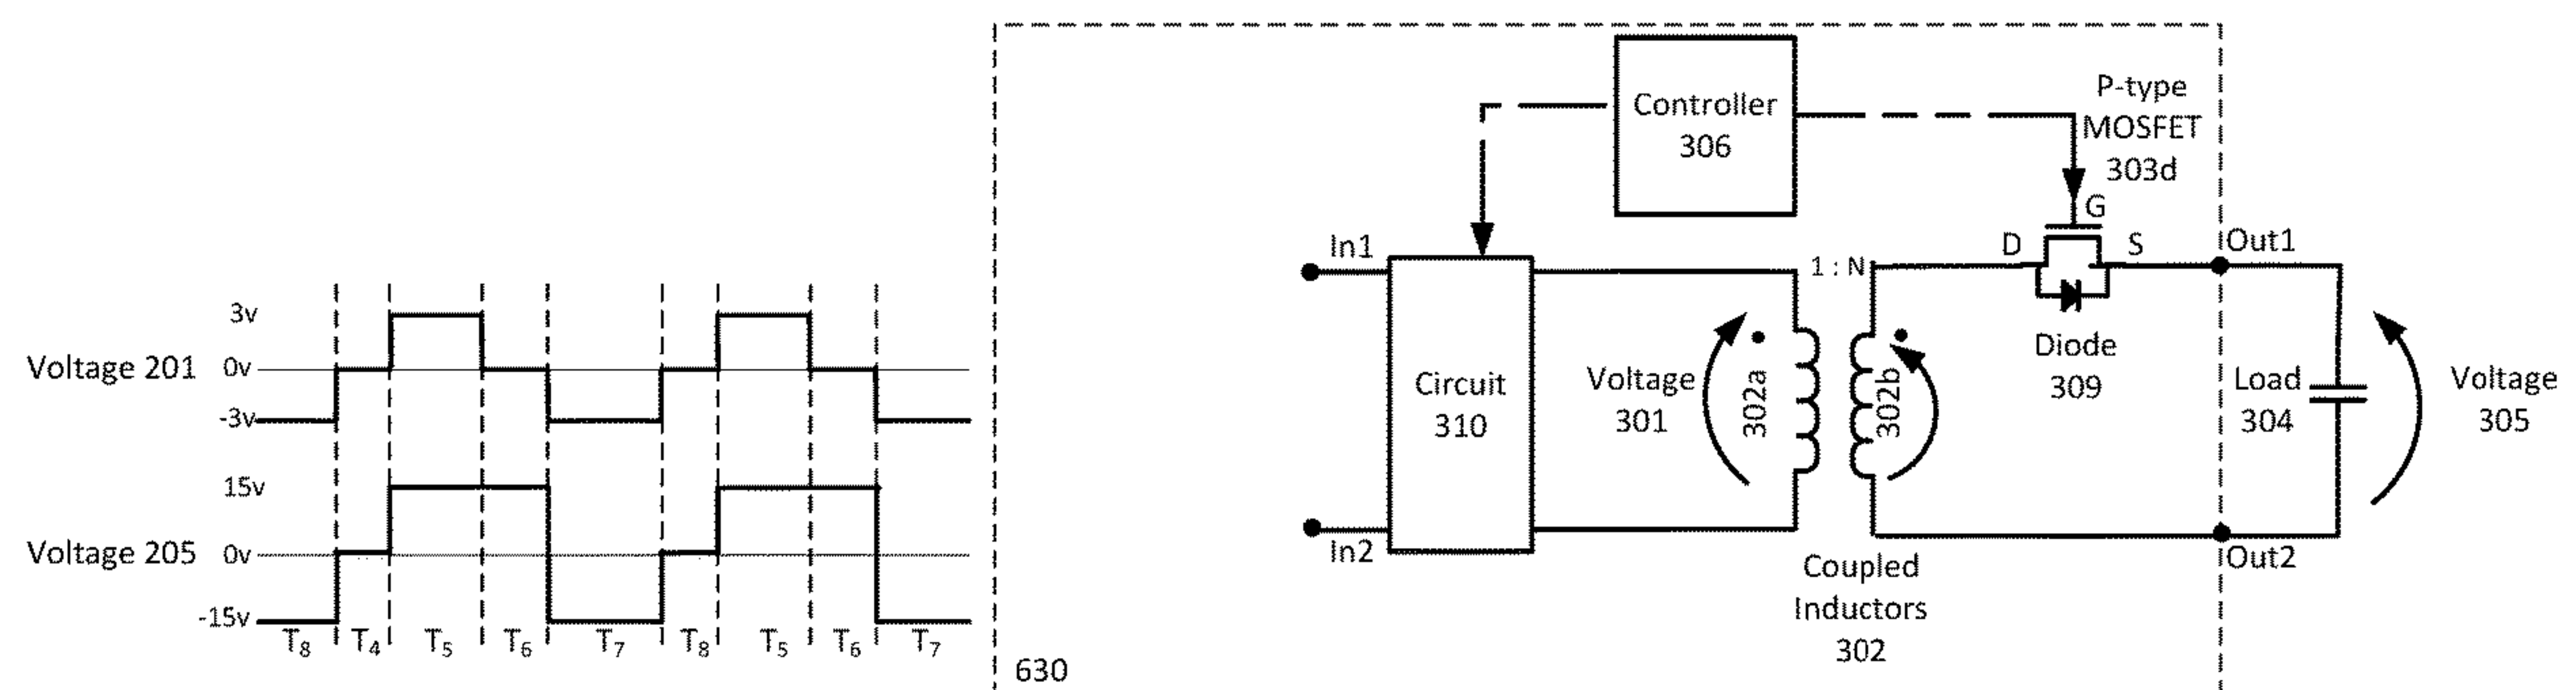 3v
Voltage 201
0v
-3v
15v
Voltage 205
0v
-15v
T8
T4
T5
T6
T7
T8
T5
T6
T7
630
Controller
306
P-type
MOSFET
303d
G
D
S
In1
In2
Circuit
310
Voltage
301
302a
1 : N
302b
Coupled
Inductors
302
Diode
309
Out1
Out2
Load
304
Voltage
305